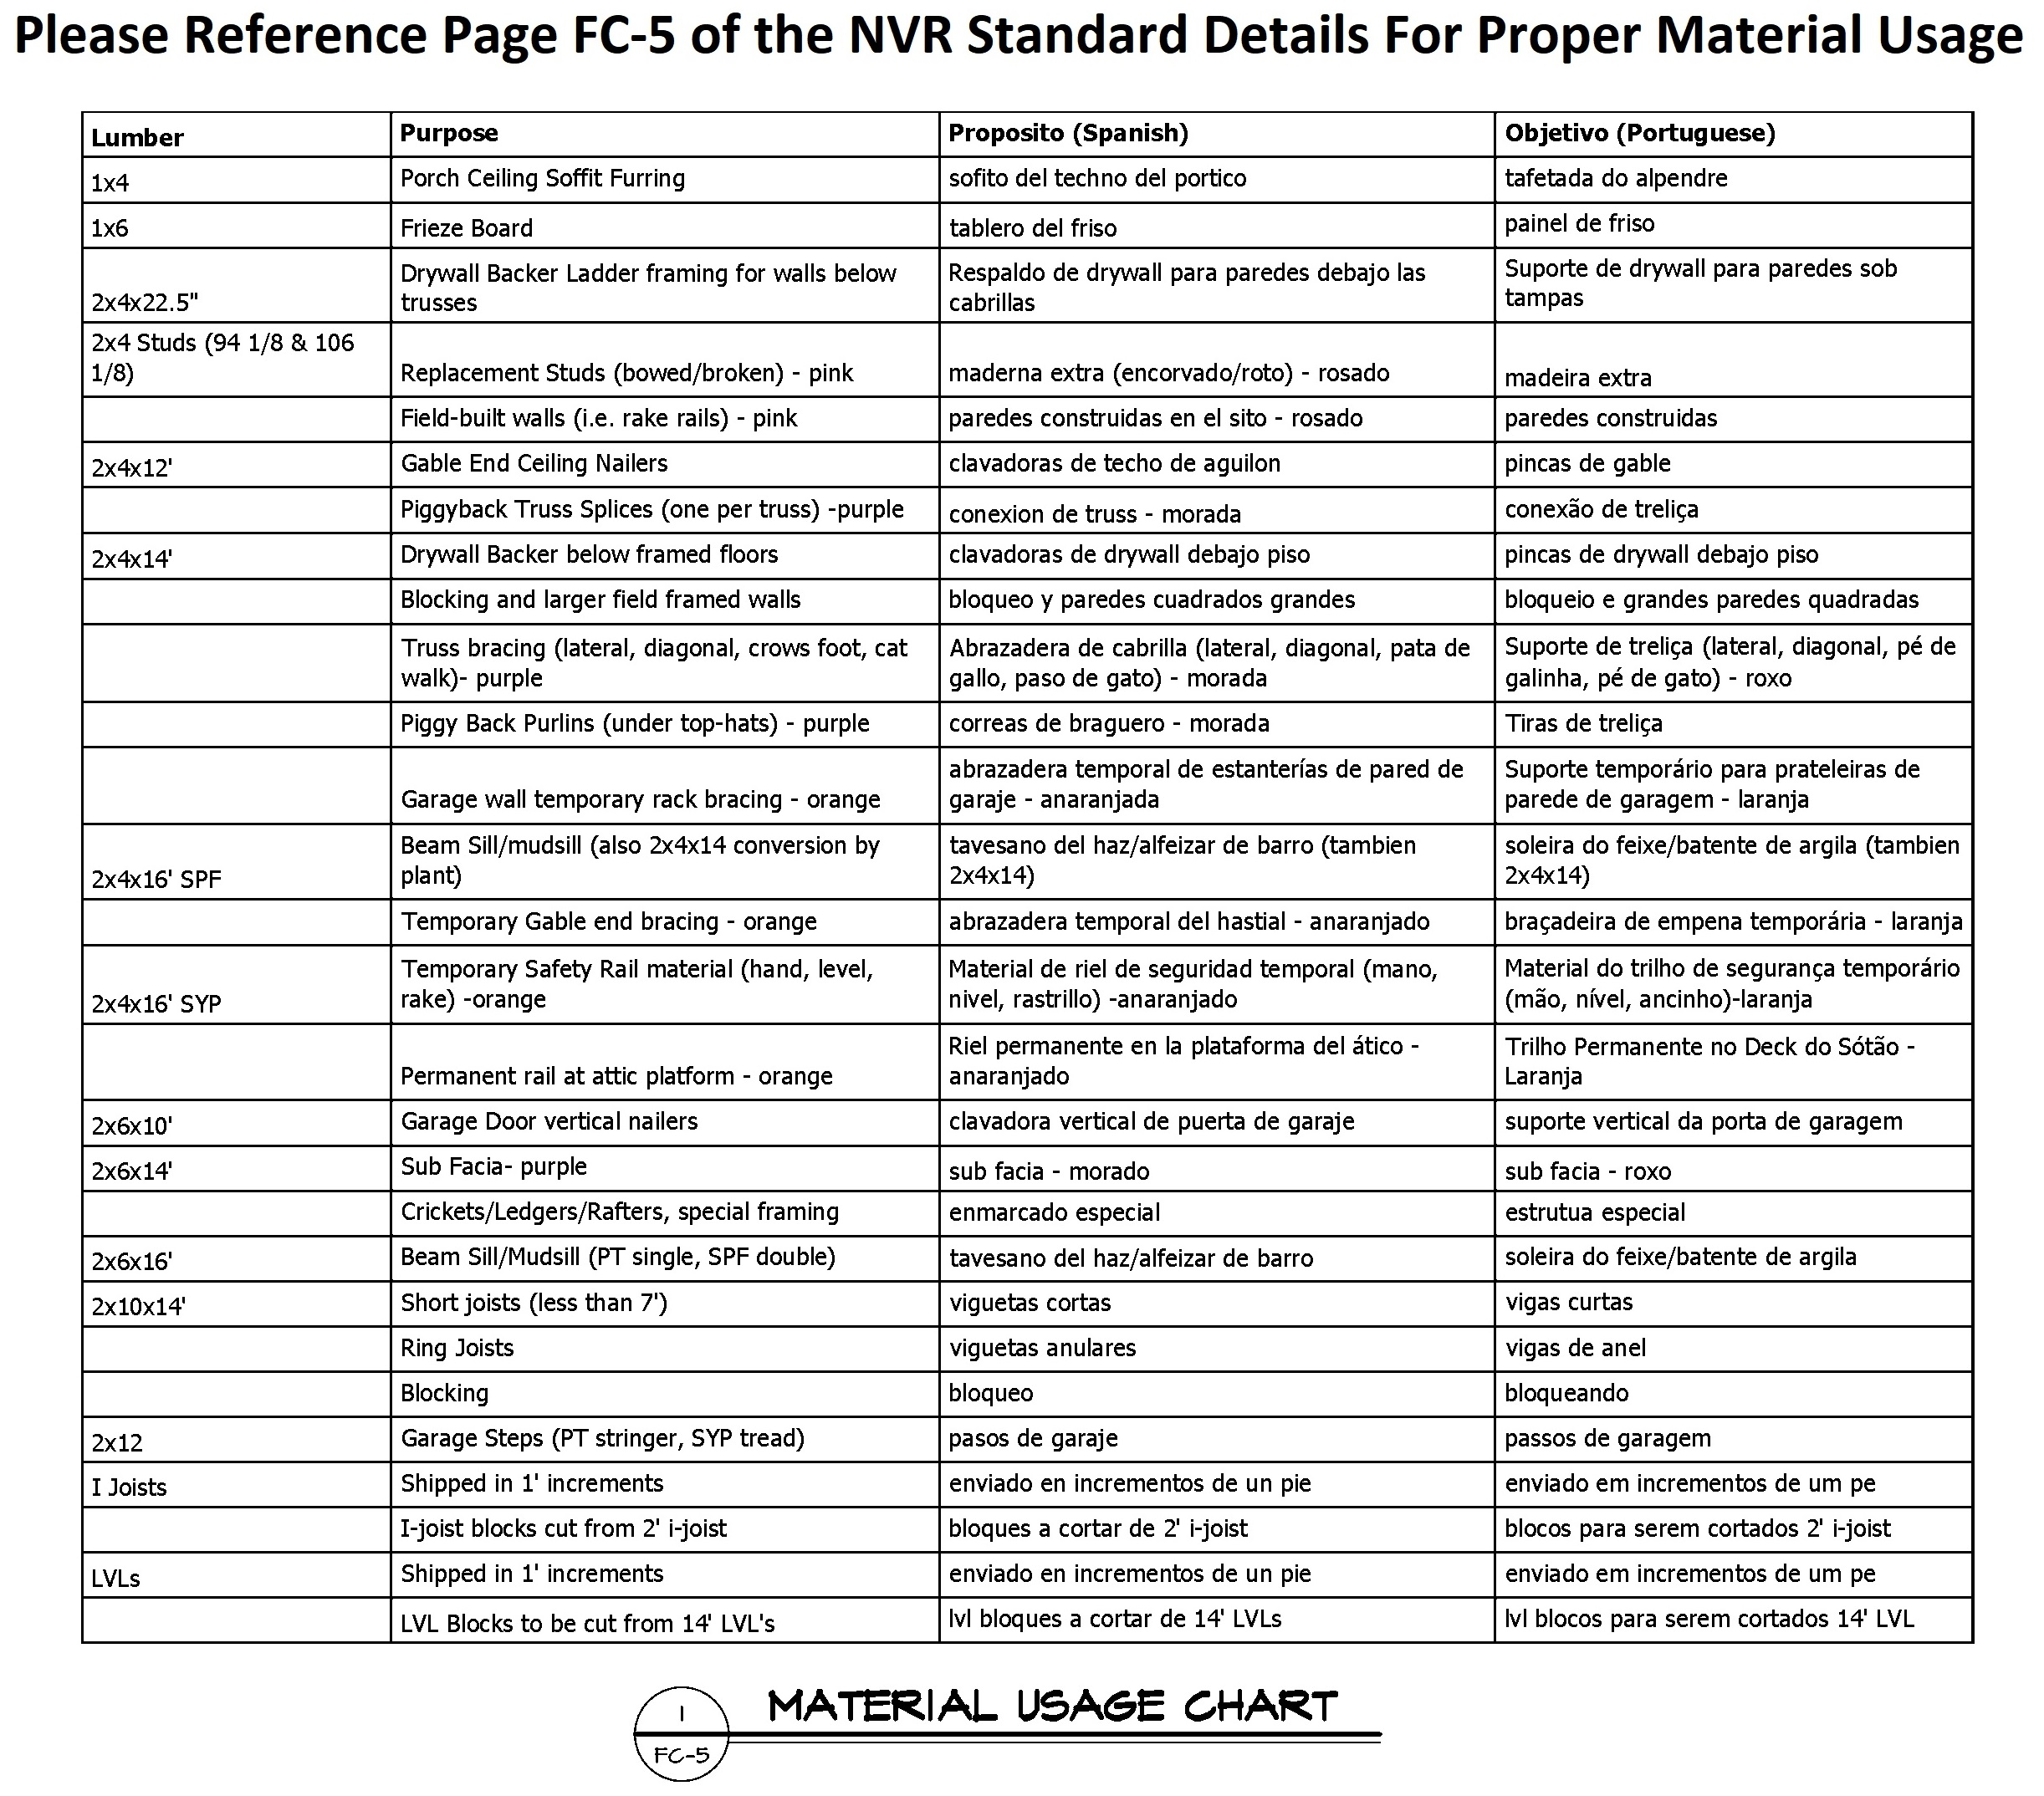 Please Reference Page FC-5 of the NVR Standard Details For Proper Material Usage
Lumber
Purpose
Proposito (Spanish)
Objetivo (Portuguese)
1x4
Porch Ceiling Soffit Furring
sofito del techno del portico
tafetada do alpendre
1x6
Frieze Board
tablero del friso
painel de friso
2x4x22.5"
Drywall Backer Ladder framing for walls below
trusses
Respaldo de drywall para paredes debajo las
cabrillas
Suporte de drywall para paredes sob
tampas
2x4 Studs (94 1/8 & 106
1/8)
Replacement Studs (bowed/broken) - pink
maderna extra (encorvado/roto) - rosado
madeira extra
Field-built walls (i.e. rake rails) - pink
paredes construidas en el sito - rosado
paredes construidas
2x4x12'
Gable End Ceiling Nailers
clavadoras de techo de aguilon
pincas de gable
Piggyback Truss Splices (one per truss) -purple
conexion de truss - morada
conexão de treliça
2x4x14'
Drywall Backer below framed floors
clavadoras de drywall debajo piso
pincas de drywall debajo piso
Blocking and larger field framed walls
bloqueo y paredes cuadrados grandes
bloqueio e grandes paredes quadradas
Truss bracing (lateral, diagonal, crows foot, cat
walk)- purple
Abrazadera de cabrilla (lateral, diagonal, pata de
gallo, paso de gato) - morada
Suporte de treliça (lateral, diagonal, pé de
galinha, pé de gato) - roxo
Piggy Back Purlins (under top-hats) - purple
correas de braguero - morada
Tiras de treliça
Garage wall temporary rack bracing - orange
abrazadera temporal de estanterías de pared de
garaje - anaranjada
Suporte temporário para prateleiras de
parede de garagem - laranja
2x4x16' SPF
Beam Sill/mudsill (also 2x4x14 conversion by
plant)
tavesano del haz/alfeizar de barro (tambien
2x4x14)
soleira do feixe/batente de argila (tambien
2x4x14)
Temporary Gable end bracing - orange
abrazadera temporal del hastial - anaranjado
braçadeira de empena temporária - laranja
2x4x16' SYP
Temporary Safety Rail material (hand, level,
rake) -orange
Material de riel de seguridad temporal (mano,
nivel, rastrillo) -anaranjado
Material do trilho de segurança temporário
(mão, nível, ancinho)-laranja
Permanent rail at attic platform - orange
Riel permanente en la plataforma del ático -
anaranjado
Trilho Permanente no Deck do Sótão -
Laranja
2x6x10'
Garage Door vertical nailers
clavadora vertical de puerta de garaje
suporte vertical da porta de garagem
2x6x14'
Sub Facia- purple
sub facia - morado
sub facia - roxo
Crickets/Ledgers/Rafters, special framing
enmarcado especial
estrutua especial
2x6x16'
Beam Sill/Mudsill (PT single, SPF double)
tavesano del haz/alfeizar de barro
soleira do feixe/batente de argila
2x10x14'
Short joists (less than 7')
viguetas cortas
vigas curtas
Ring Joists
viguetas anulares
vigas de anel
Blocking
bloqueo
bloqueando
2x12
Garage Steps (PT stringer, SYP tread)
pasos de garaje
passos de garagem
I Joists
Shipped in 1' increments
enviado en incrementos de un pie
enviado em incrementos de um pe
I-joist blocks cut from 2' i-joist
bloques a cortar de 2' i-joist
blocos para serem cortados 2' i-joist
LVLs
Shipped in 1' increments
enviado en incrementos de un pie
enviado em incrementos de um pe
LVL Blocks to be cut from 14' LVL's
lvl bloques a cortar de 14' LVLs
lvl blocos para serem cortados 14' LVL
1
FC-5
MATERIAL USAGE CHART